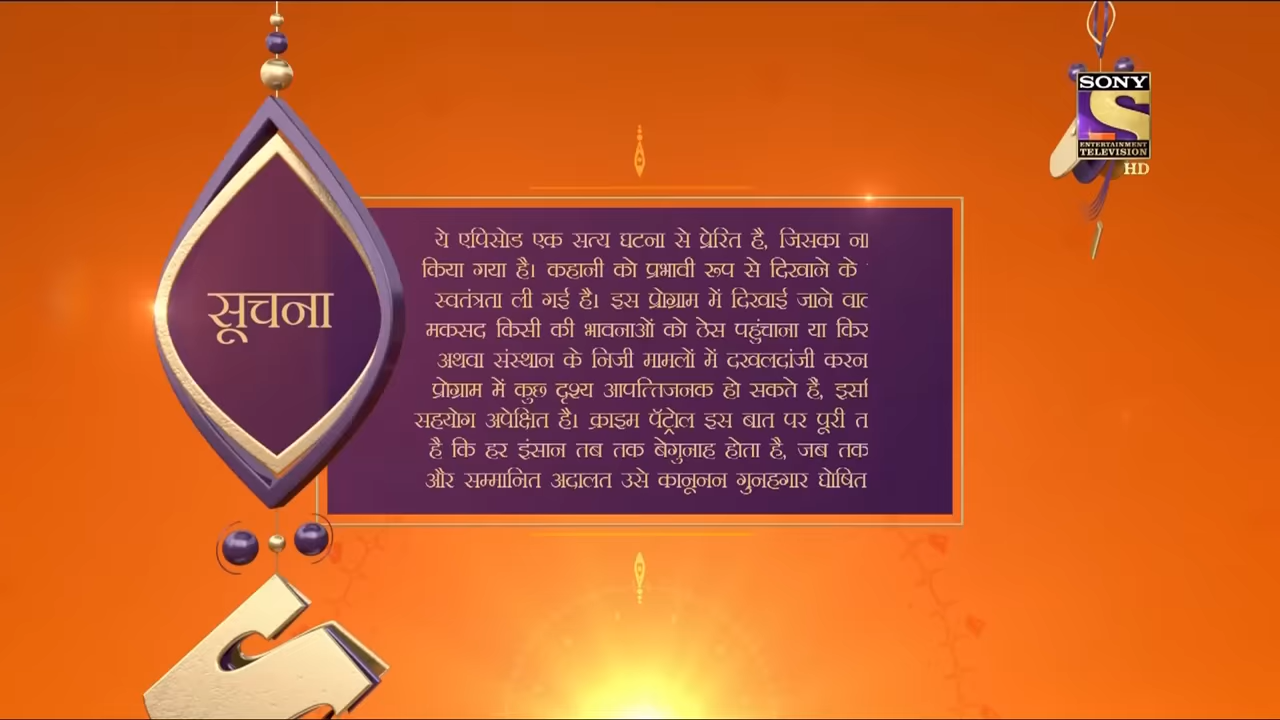 सूचना
ये एपिसोड एक सत्य घटना से प्रेरित है, जिसका ना
किया गया है। कहानी को प्रभावी रूप से दिखाने के
स्वतंत्रता ली गई है। इस प्रोग्राम में दिखाई जाने
मकसद किसी की भावनाओं को ठेस पहुंचाना या
अथवा संस्थान के निजी मामलों में दखलदांजी करन
प्रोग्राम में कुछ दृश्य आपत्तिजनक हो सकते है,
सहयोग अपेक्षित है। क्राइम पॅट्रोल इस बात पर पूरी त
है कि हर इंसान तब तक बेगुनाह होता है, जब तक
और सम्मानित अदालत उसे कानूनन गुनहगार घोषित
SONY
S
ENTERTAINMENT
TELEVISION
HD